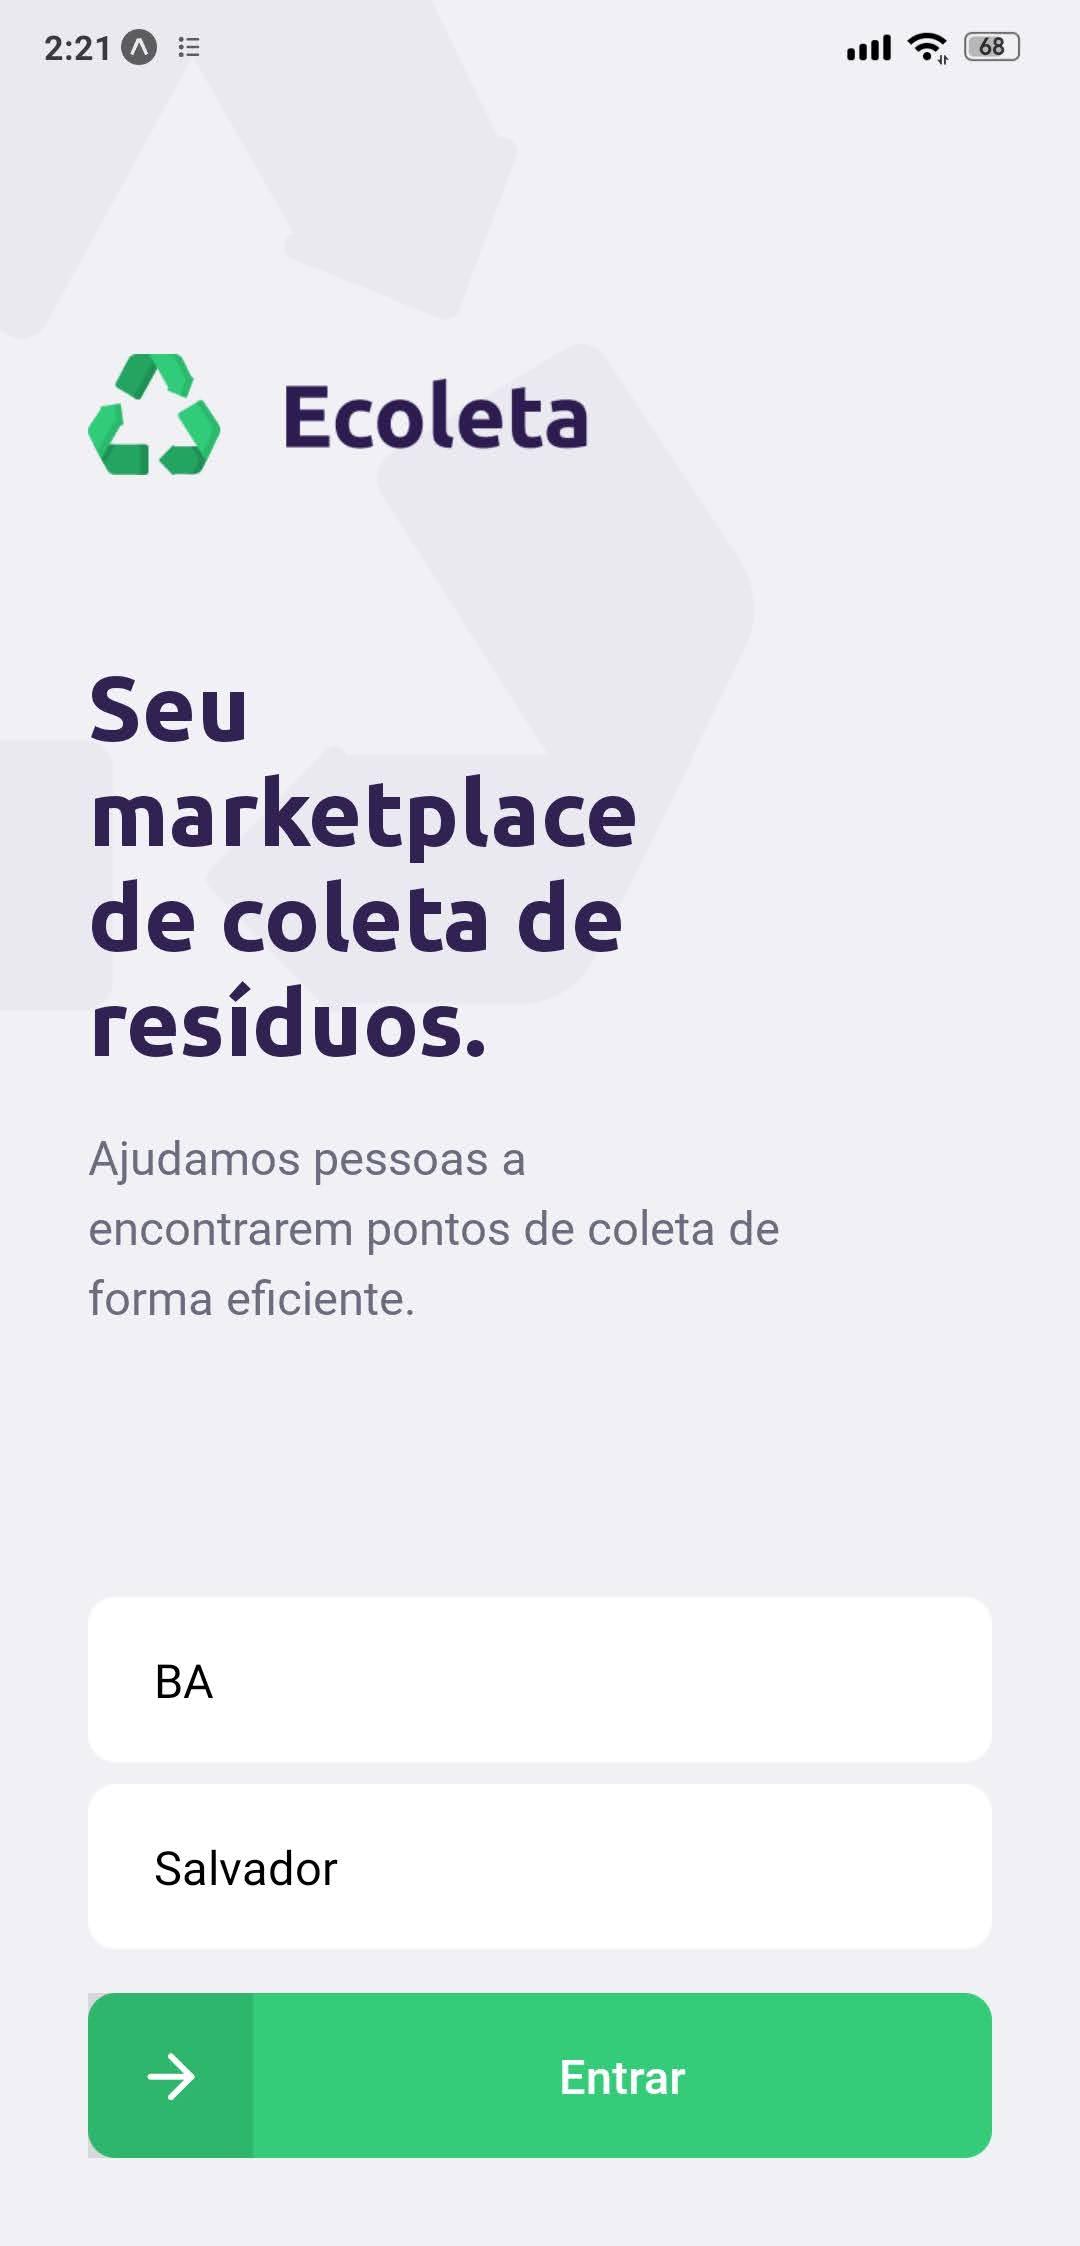 2:21
68
Ecoleta
Seu
marketplace
de coleta de
resíduos.
Ajudamos pessoas a
encontrarem pontos de coleta de
forma eficiente.
BA
Salvador
Entrar